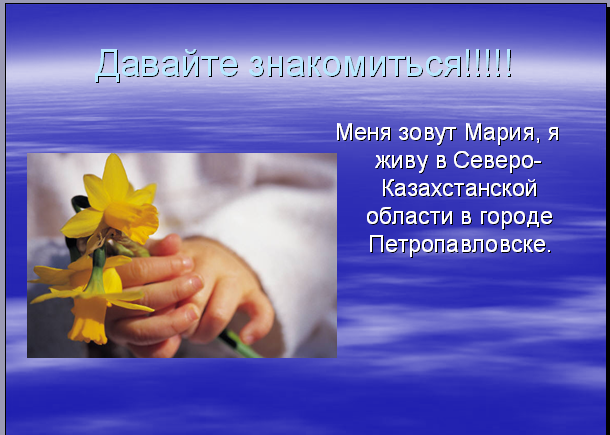 Давайте знакомиться!!!!!
Меня зовут Мария, я
живу в Северо-
Казахстанской
области в городе
Петропавловске.